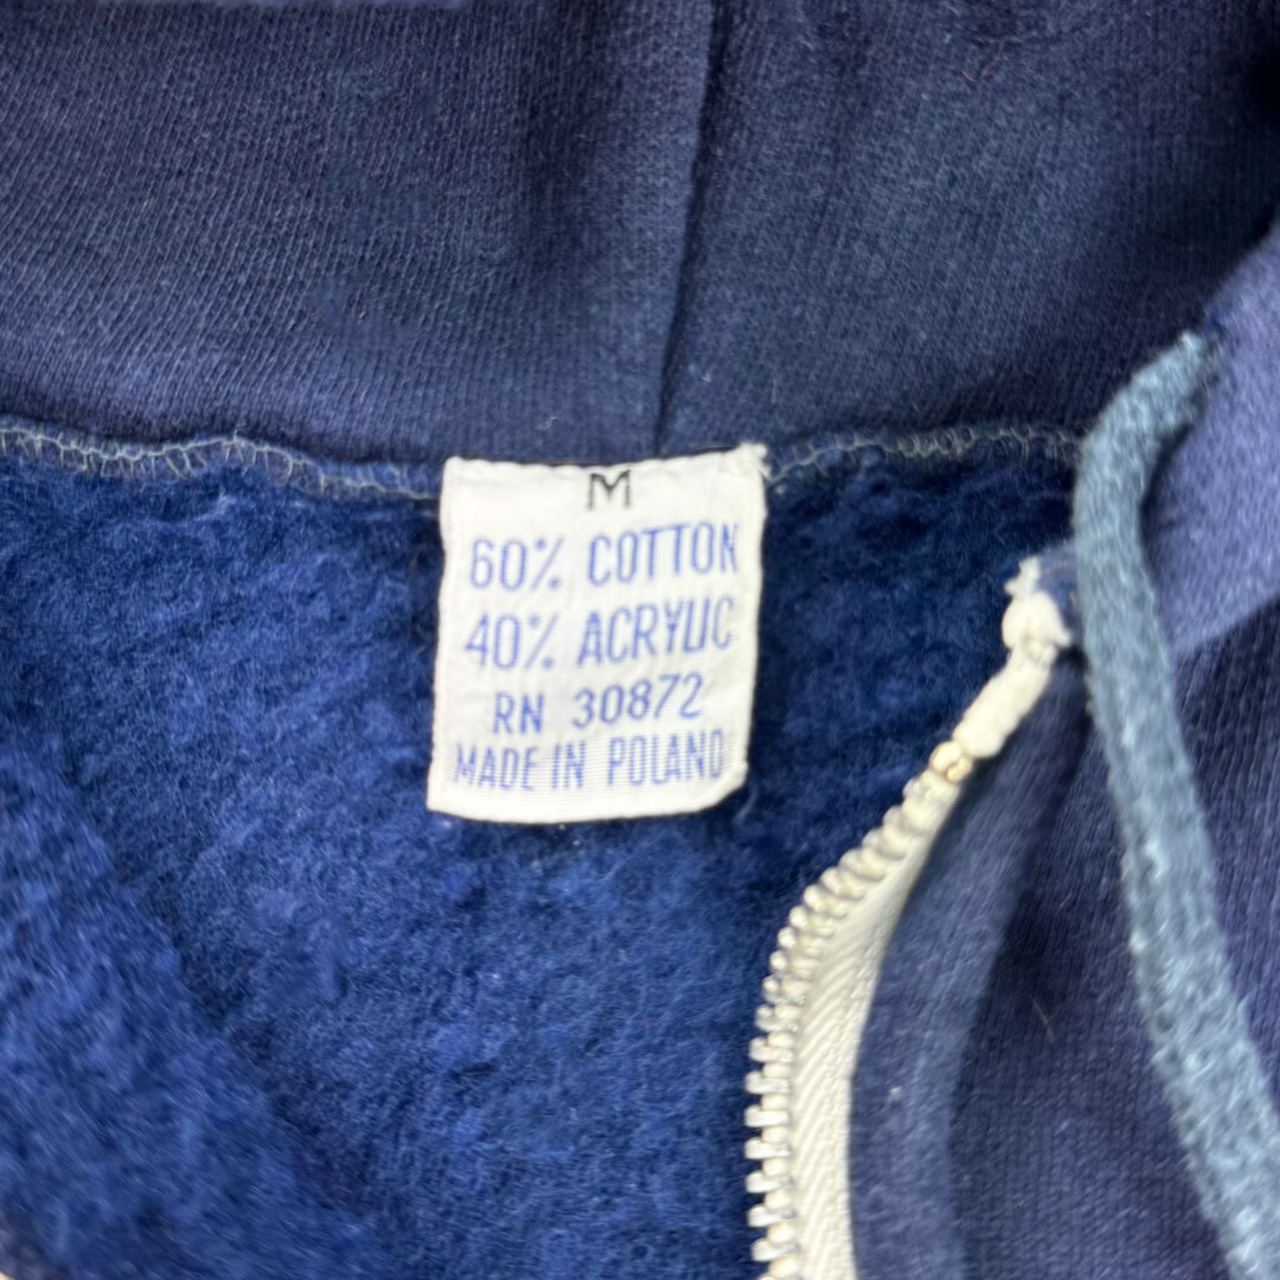 M
60% COTTON
40% ACRYLIC
RN 30872
MADE IN POLAND